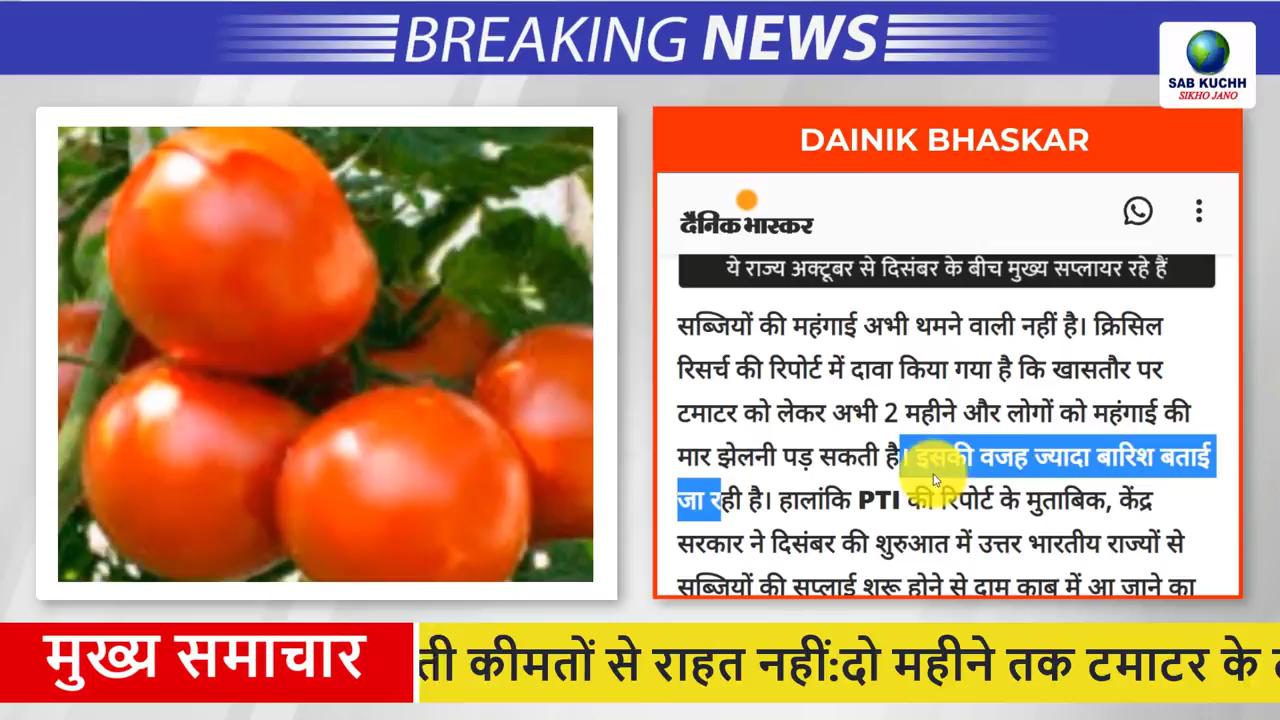 BREAKING NEWS
SAB KUCHH
SIKHO JANO
DAINIK BHASKAR
दैनिक भास्कर
ये राज्य अक्टूबर से दिसंबर के बीच मुख्य सप्लायर रहे हैं
सब्जियों की महंगाई अभी थमने वाली नहीं है। क्रिसिल
रिसर्च की रिपोर्ट में दावा किया गया है कि खासतौर पर
टमाटर को लेकर अभी 2 महीने और लोगों को महंगाई की
मार झेलनी पड़ सकती है। इसकी वजह ज्यादा बारिश बताई
जा रही है। हालांकि PTI की रिपोर्ट के मुताबिक, केंद्र
सरकार ने दिसंबर की शुरुआत में उत्तर भारतीय राज्यों से
सब्जियों की सप्लाई शुरू होने से दाम काबू में आ जाने का
मुख्य समाचार
ती कीमतों से राहत नहीं:दो महीने तक टमाटर के